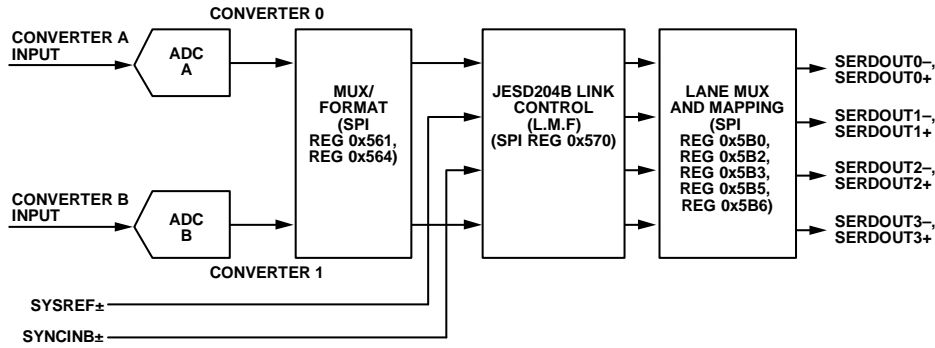 CONVERTER 0
CONVERTER A
INPUT
ADC
A
MUX/
FORMAT
(SPI
REG 0x561,
REG 0x564)
JESD204B LINK
CONTROL
(L.M.F)
(SPI REG 0x570)
LANE MUX
AND MAPPING
(SPI
REG 0x5B0,
REG 0x5B2,
REG 0x5B3,
REG 0x5B5,
REG 0x5B6)
SERDOUT0–,
SERDOUT0+
SERDOUT1–,
SERDOUT1+
SERDOUT2–,
SERDOUT2+
SERDOUT3–,
SERDOUT3+
CONVERTER B
INPUT
ADC
B
CONVERTER 1
SYSREF±
SYNCINB±